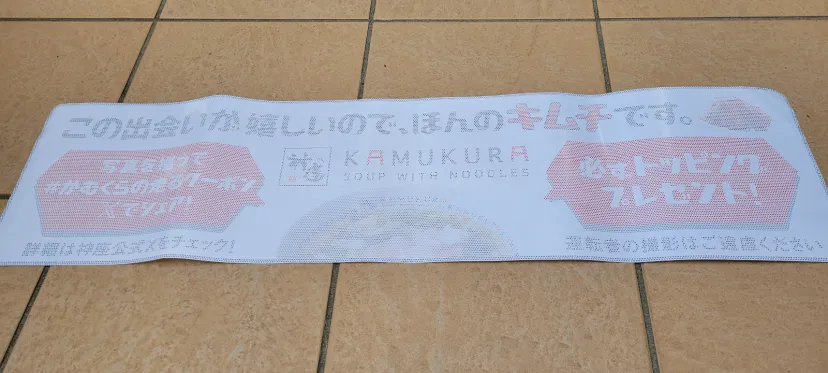 この出会いが嬉しいので、ほんのキムチです。
写真を撮って
#かむくらの走るクーポン
Xでシェア!
詳細は神座公式Xをチェック!
神座
KAMUKURA
SOUP WITH NOODLES
必ずトッピング
プレゼント!
運転者の撮影はご遠慮ください